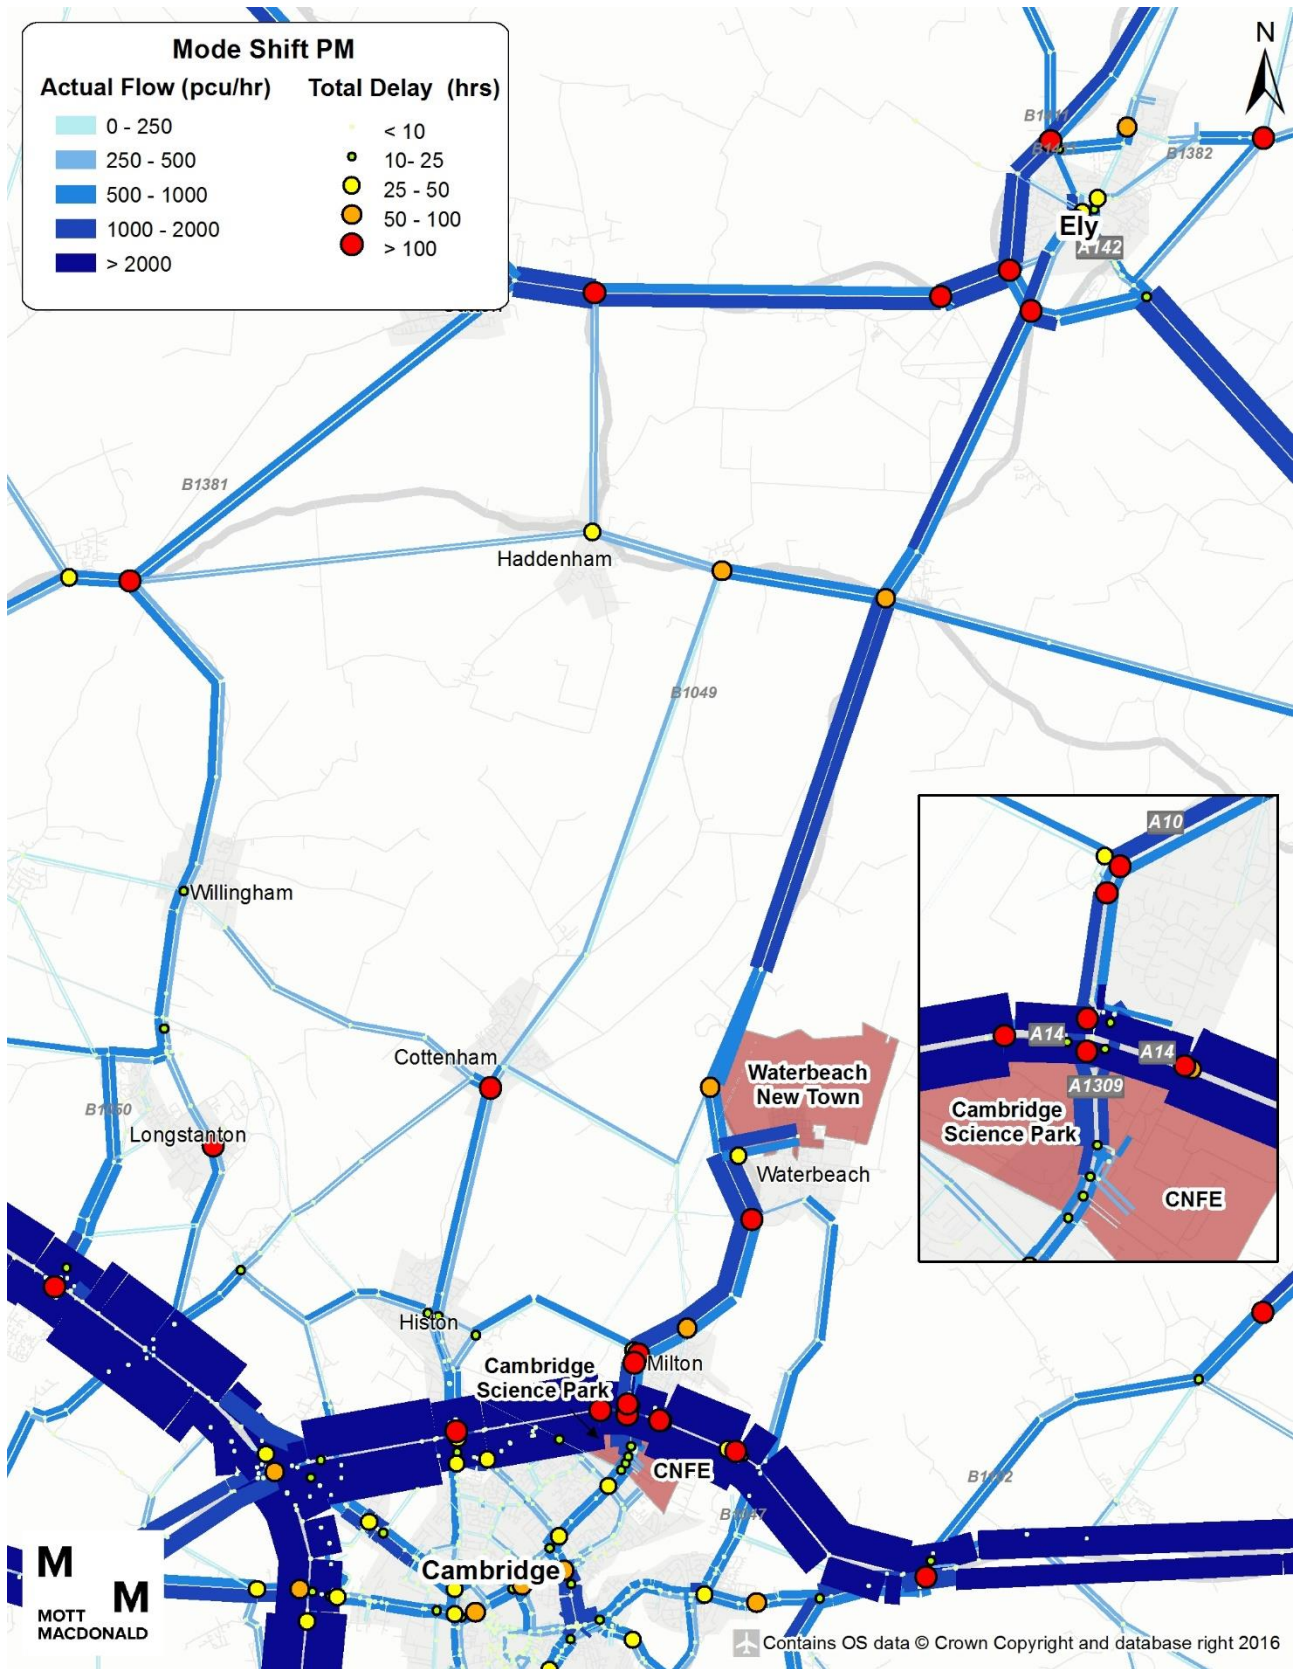 Mode Shift PM
Actual Flow (pcu/hr)
Total Delay (hrs)
0 - 250
250 - 500
500 - 1000
1000 - 2000
> 2000
< 10
10- 25
25 - 50
50 - 100
> 100
N
B1411
B1382
Ely
A142
B1381
Haddenham
B1049
Willingham
A10
Cottenham
Waterbeach
New Town
A14
A14
A1309
Cambridge
Science Park
CNFE
Longstanton
Waterbeach
Histon
Milton
Cambridge
Science Park
CNFE
B1047
Cambridge
M
M
MOTT
MACDONALD
Contains OS data © Crown Copyright and database right 2016